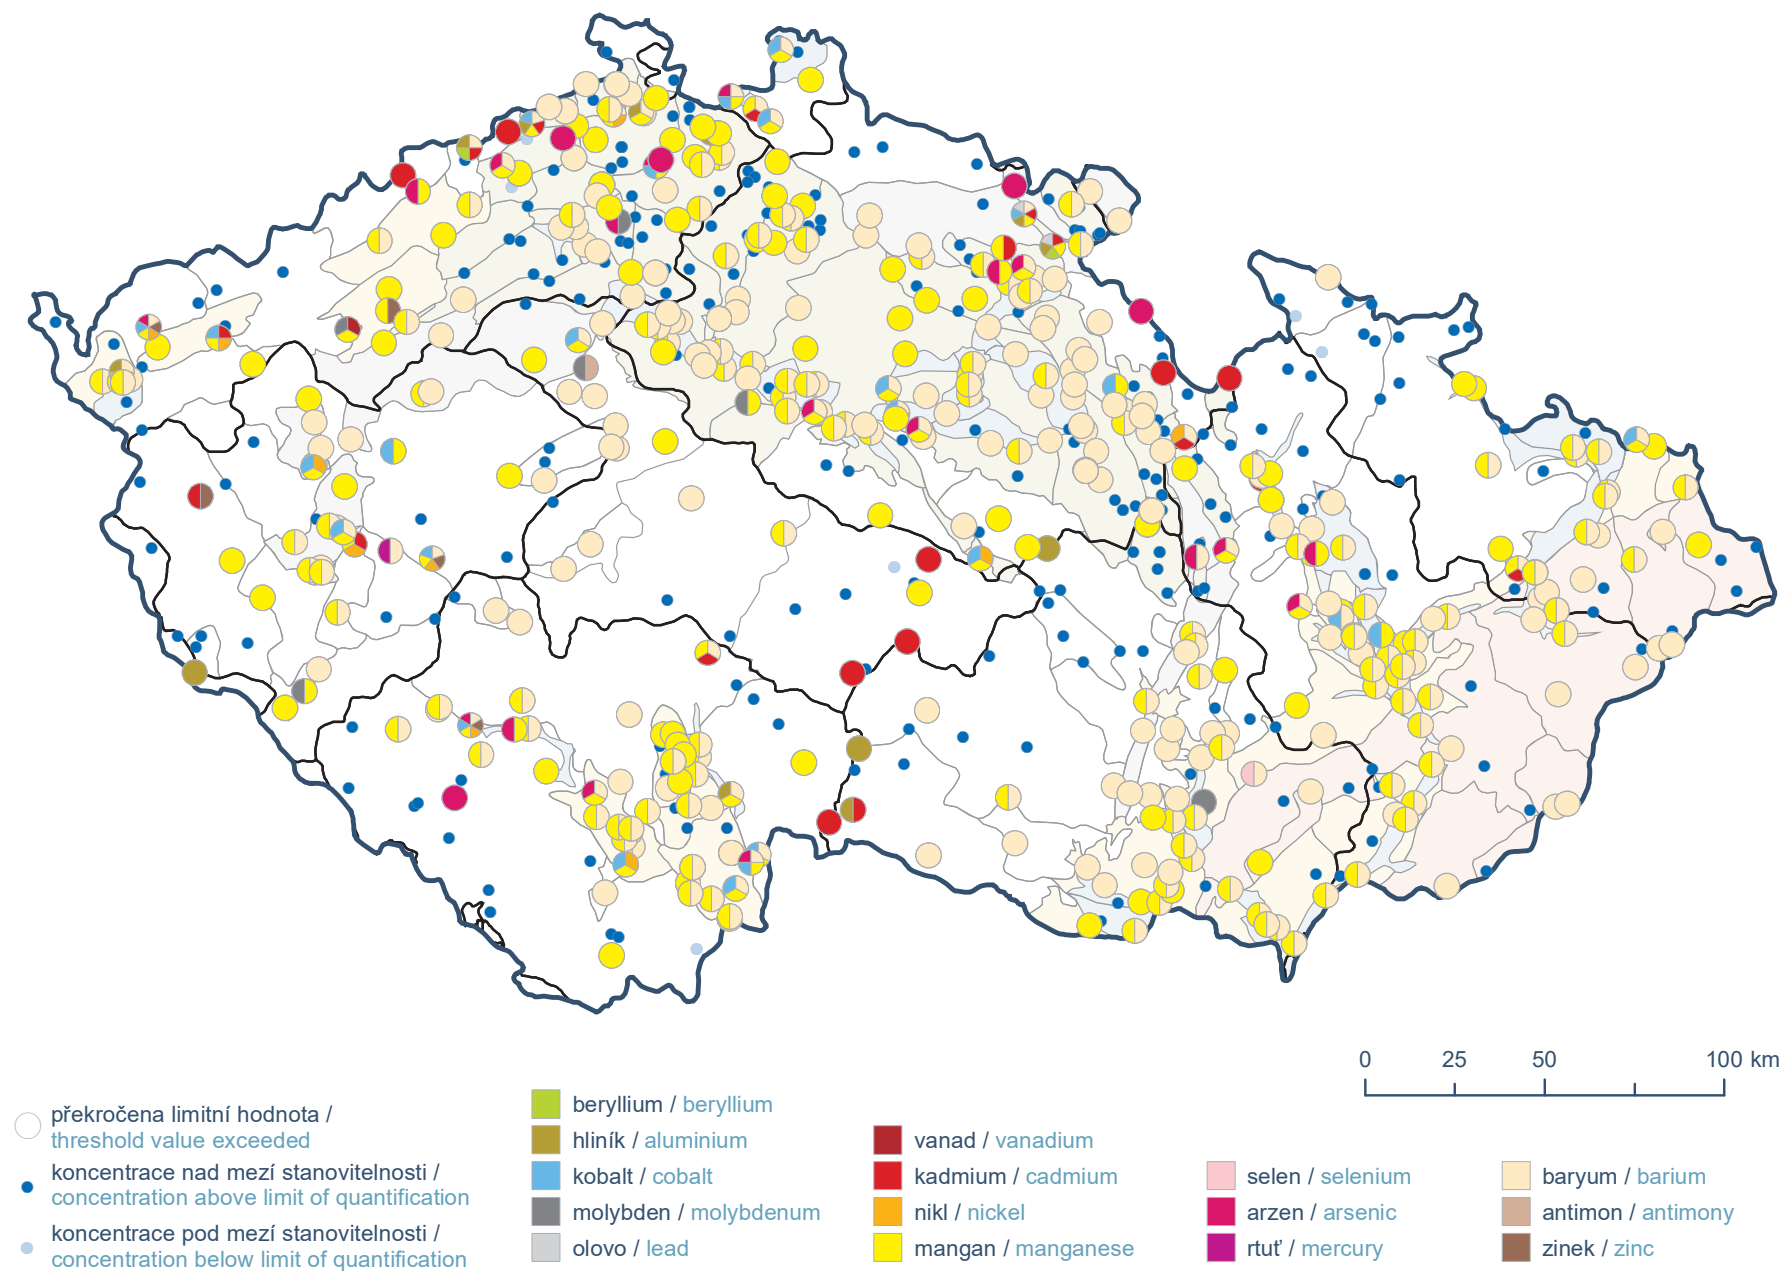 0 25 50 100 km
překročena limitní hodnota /
threshold value exceeded
koncentrace nad mezí stanovitelnosti /
concentration above limit of quantification
koncentrace pod mezí stanovitelnosti /
concentration below limit of quantification
beryllium / beryllium
hliník / aluminium
kobalt / cobalt
molybden / molybdenum
olovo / lead
vanad / vanadium
kadmium / cadmium
nikl / nickel
mangan / manganese
selen / selenium
arzen / arsenic
rtuť / mercury
baryum / barium
antimon / antimony
zinek / zinc